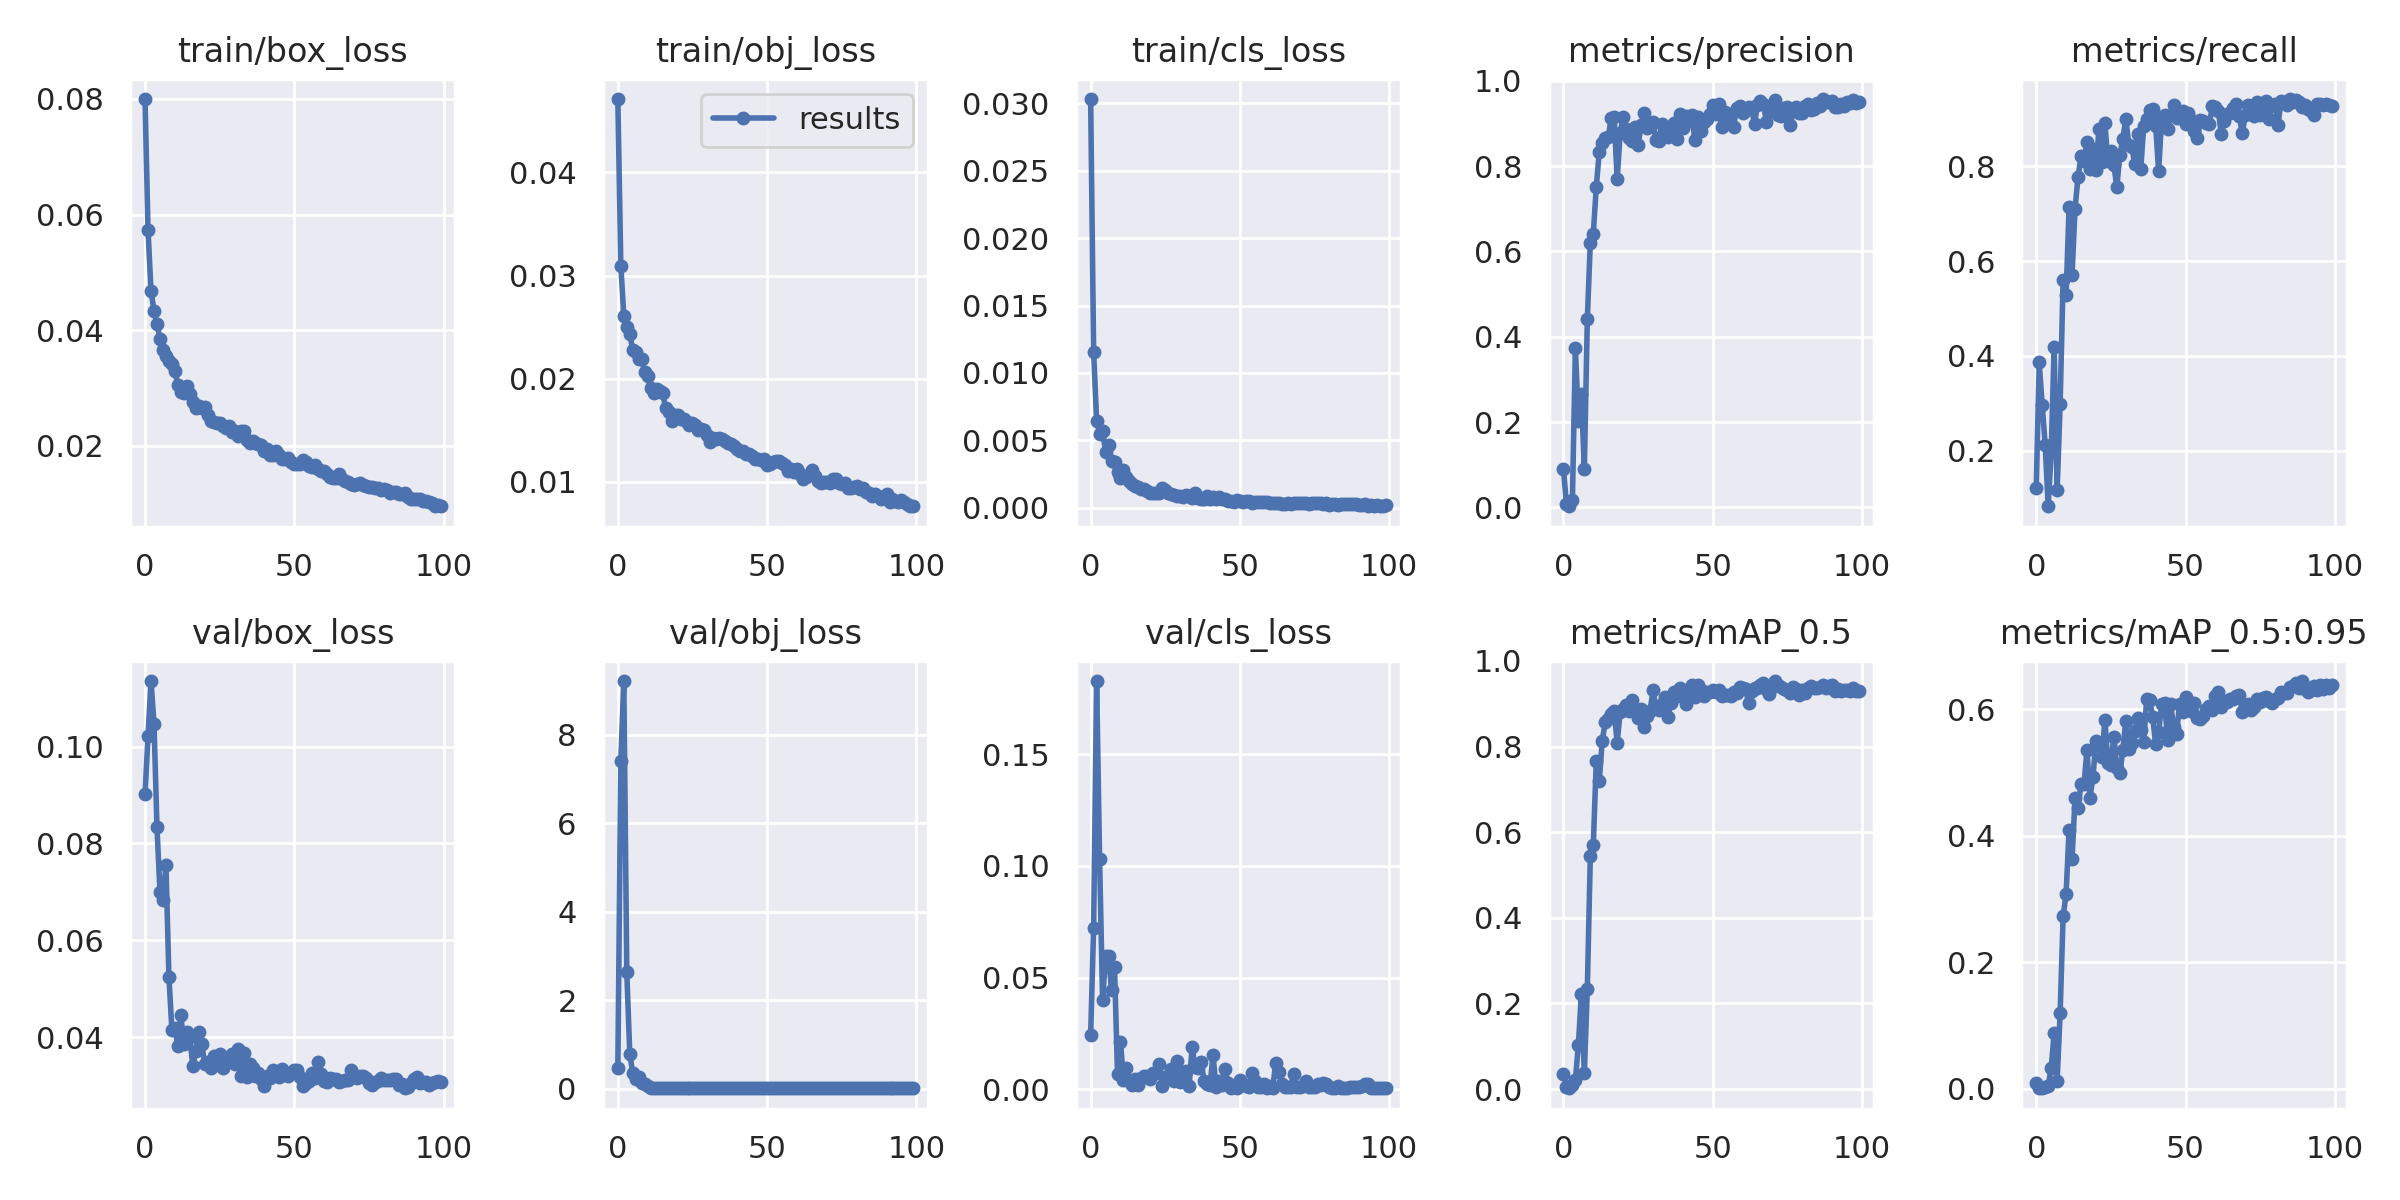 train/box_loss
train/obj_loss
train/cls_loss
metrics/precision
metrics/recall
0.08
0.06
0.04
0.02
0 50 100
results
0.04
0.03
0.02
0.01
0 50 100
0.030
0.025
0.020
0.015
0.010
0.005
0.000
0 50 100
1.0
0.8
0.6
0.4
0.2
0.0
0 50 100
0.8
0.6
0.4
0.2
0 50 100
val/box_loss
val/obj_loss
val/cls_loss
metrics/mAP_0.5
metrics/mAP_0.5:0.95
0.10
0.08
0.06
0.04
0 50 100
8
6
4
2
0
0 50 100
0.15
0.10
0.05
0.00
0 50 100
1.0
0.8
0.6
0.4
0.2
0.0
0 50 100
0.6
0.4
0.2
0.0
0 50 100